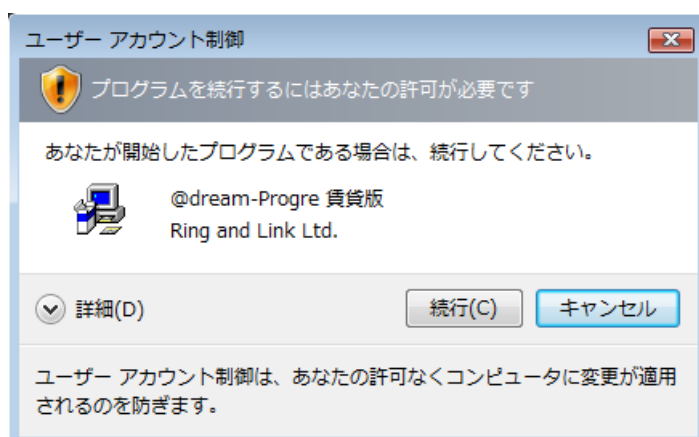 ユーザー アカウント制御
プログラムを続行するにはあなたの許可が必要です
あなたが開始したプログラムである場合は、続行してください。
@dream-Progre 賃貸版
Ring and Link Ltd.
詳細(D)
続行(C)
キャンセル
ユーザー アカウント制御は、あなたの許可なくコンピュータに変更が適用
されるのを防ぎます。